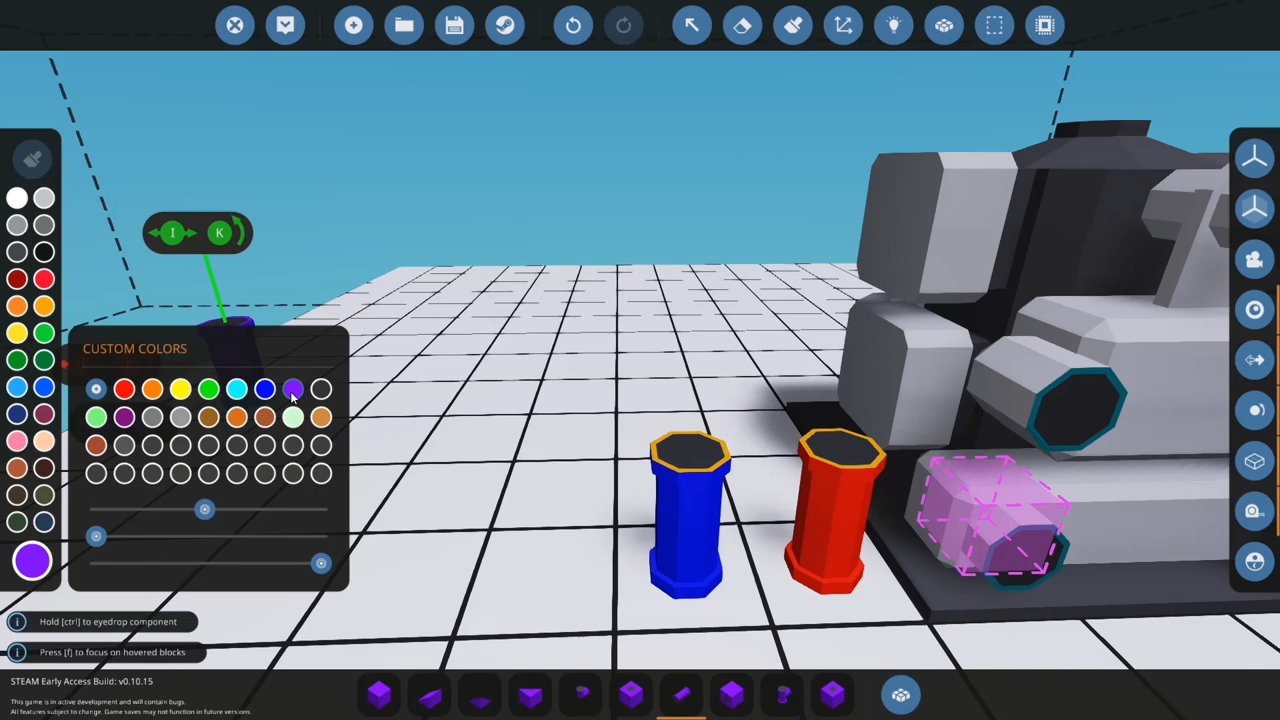 I
K
CUSTOM COLORS
Hold [ctrl] to eyedrop component
Press [f] to focus on hovered blocks
STEAM Early Access Build: v0.10.15
This game is in active development and will contain bugs.
All features subject to change. Game saves may not function in future versions.